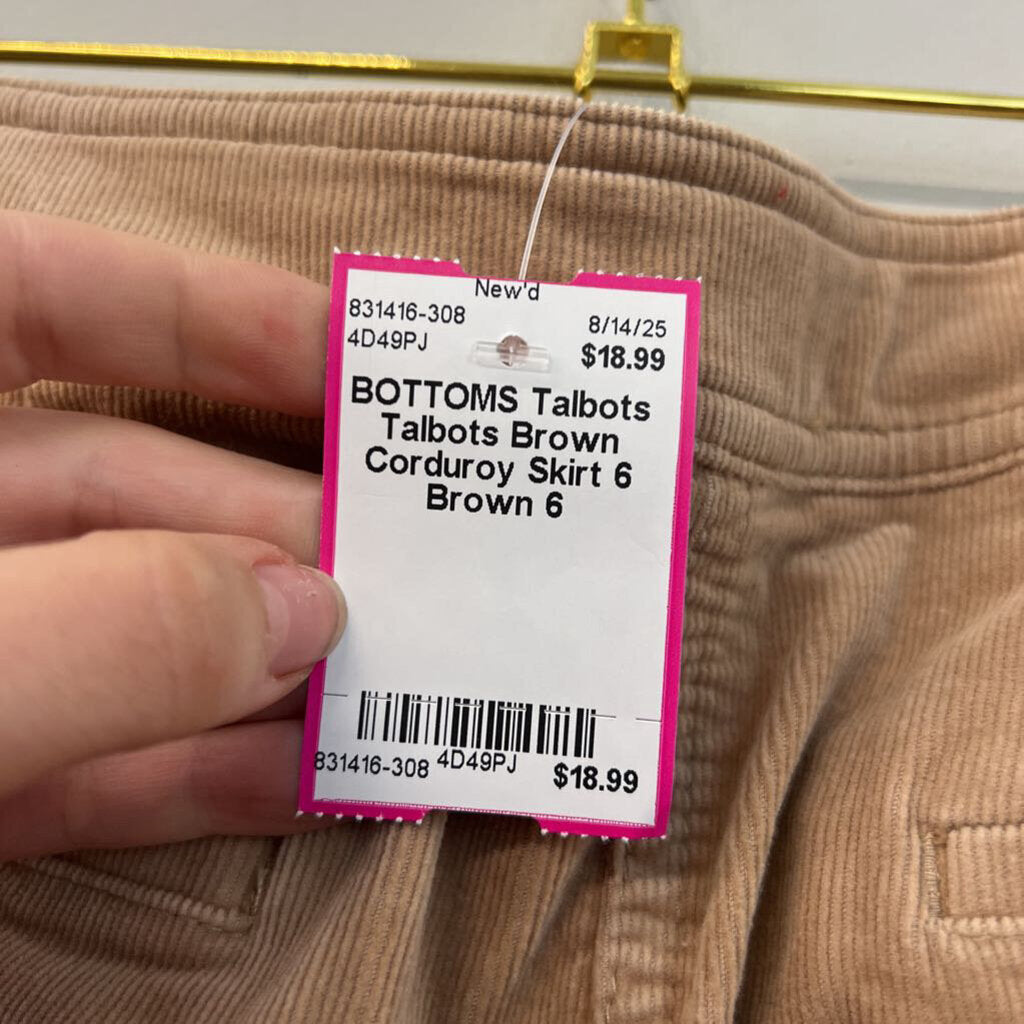 New'd
831416-308
8/14/25
4D49PJ
$18.99
BOTTOMS Talbots
Talbots Brown
Corduroy Skirt 6
Brown 6
831416-308 4D49PJ $18.99